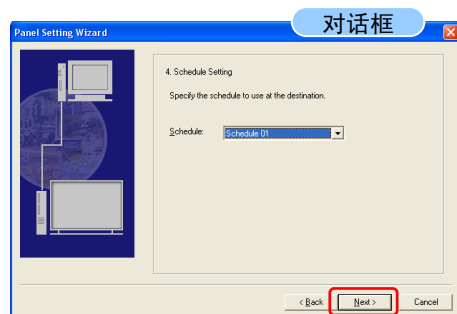 对话框
Panel Setting Wizard
4. Schedule Setting
Specify the schedule to use at the destination.
Schedule: Schedule 01
< Back Next > Cancel